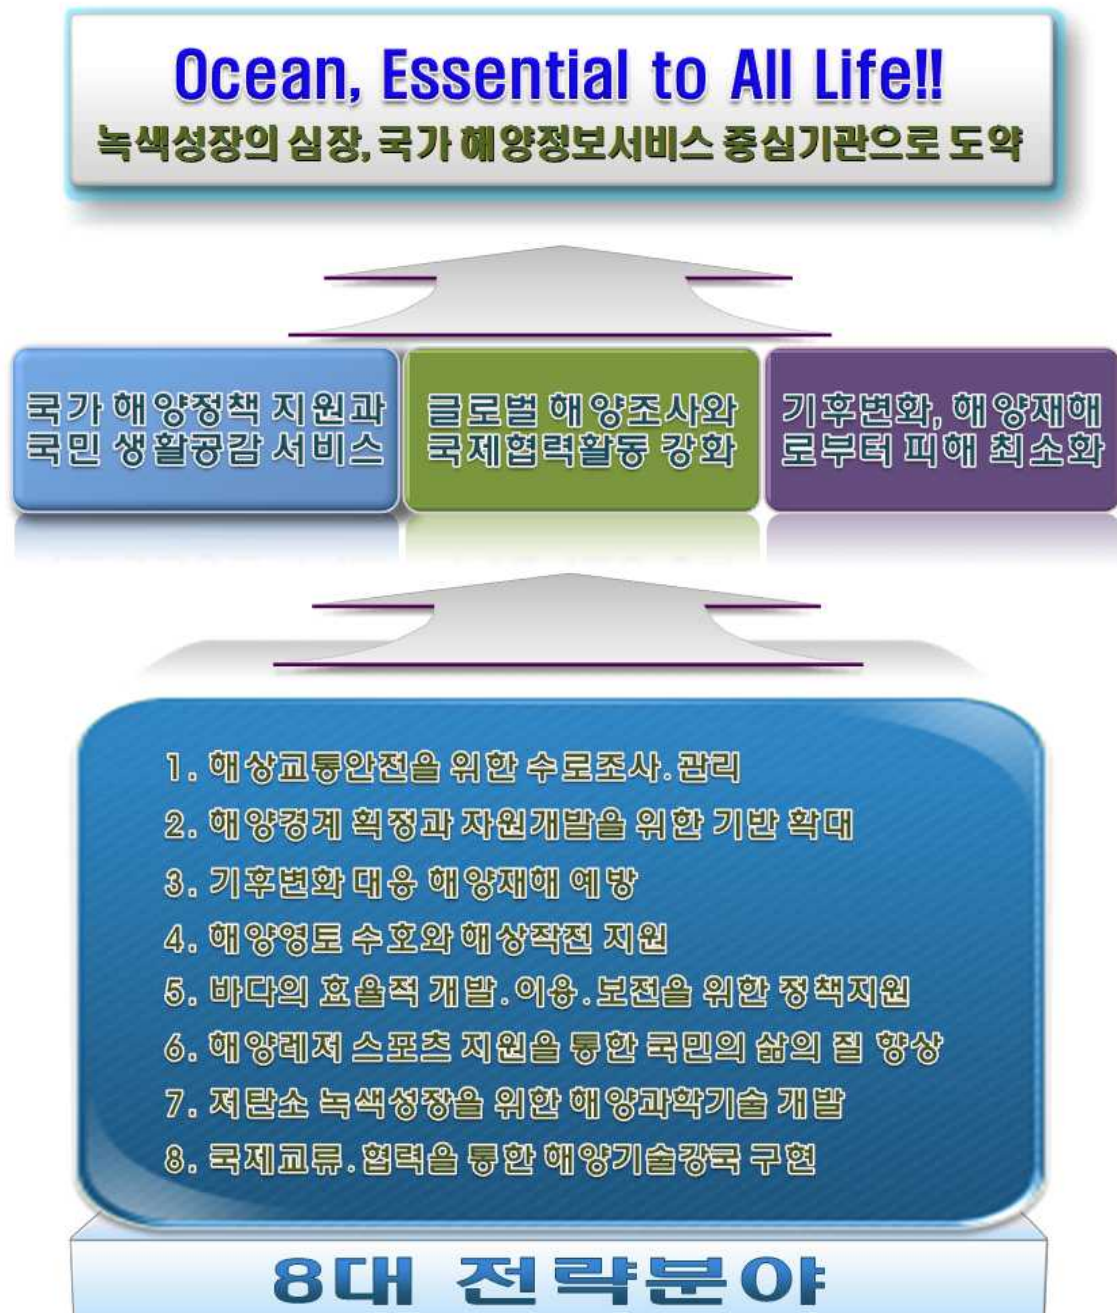 Ocean, Essential to All Life!!
녹색성장의 심장, 국가 해양정보서비스 중심기관으로 도약
국가 해양정책 지원과
국민 생활공감 서비스
글로벌 해양조사와
국제협력활동 강화
기후변화, 해양재해
로부터 피해 최소화
1. 해상교통안전을 위한 수로조사.관리
2. 해양경계 획정과 자원개발을 위한 기반 확대
3. 기후변화 대응 해양재해 예방
4. 해양영토 수호와 해상작전 지원
5. 바다의 효율적 개발.이용.보전을 위한 정책지원
6. 해양레저 스포츠 지원을 통한 국민의 삶의 질 향상
7. 저탄소 녹색성장을 위한 해양과학기술 개발
8. 국제교류.협력을 통한 해양기술강국 구현
8대 전략분야